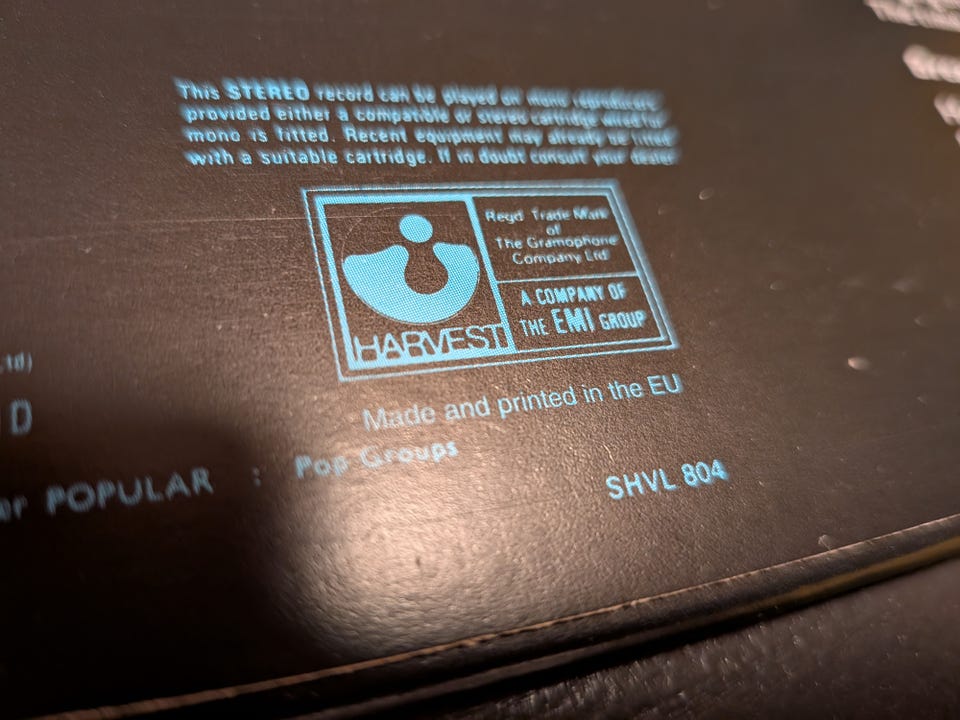 This STEREO record can be played on mono reproducers
provided either a compatible or stereo cartridge wired for
mono is fitted. Recent equipment may already be fitted
with a suitable cartridge. If in doubt consult your dealer
Regd Trade Mark
of
The Gramophone
Company Ltd
A COMPANY OF
THE EMI GROUP
HARVEST
Made and printed in the EU
POPULAR : Pop Groups
SHVL 804